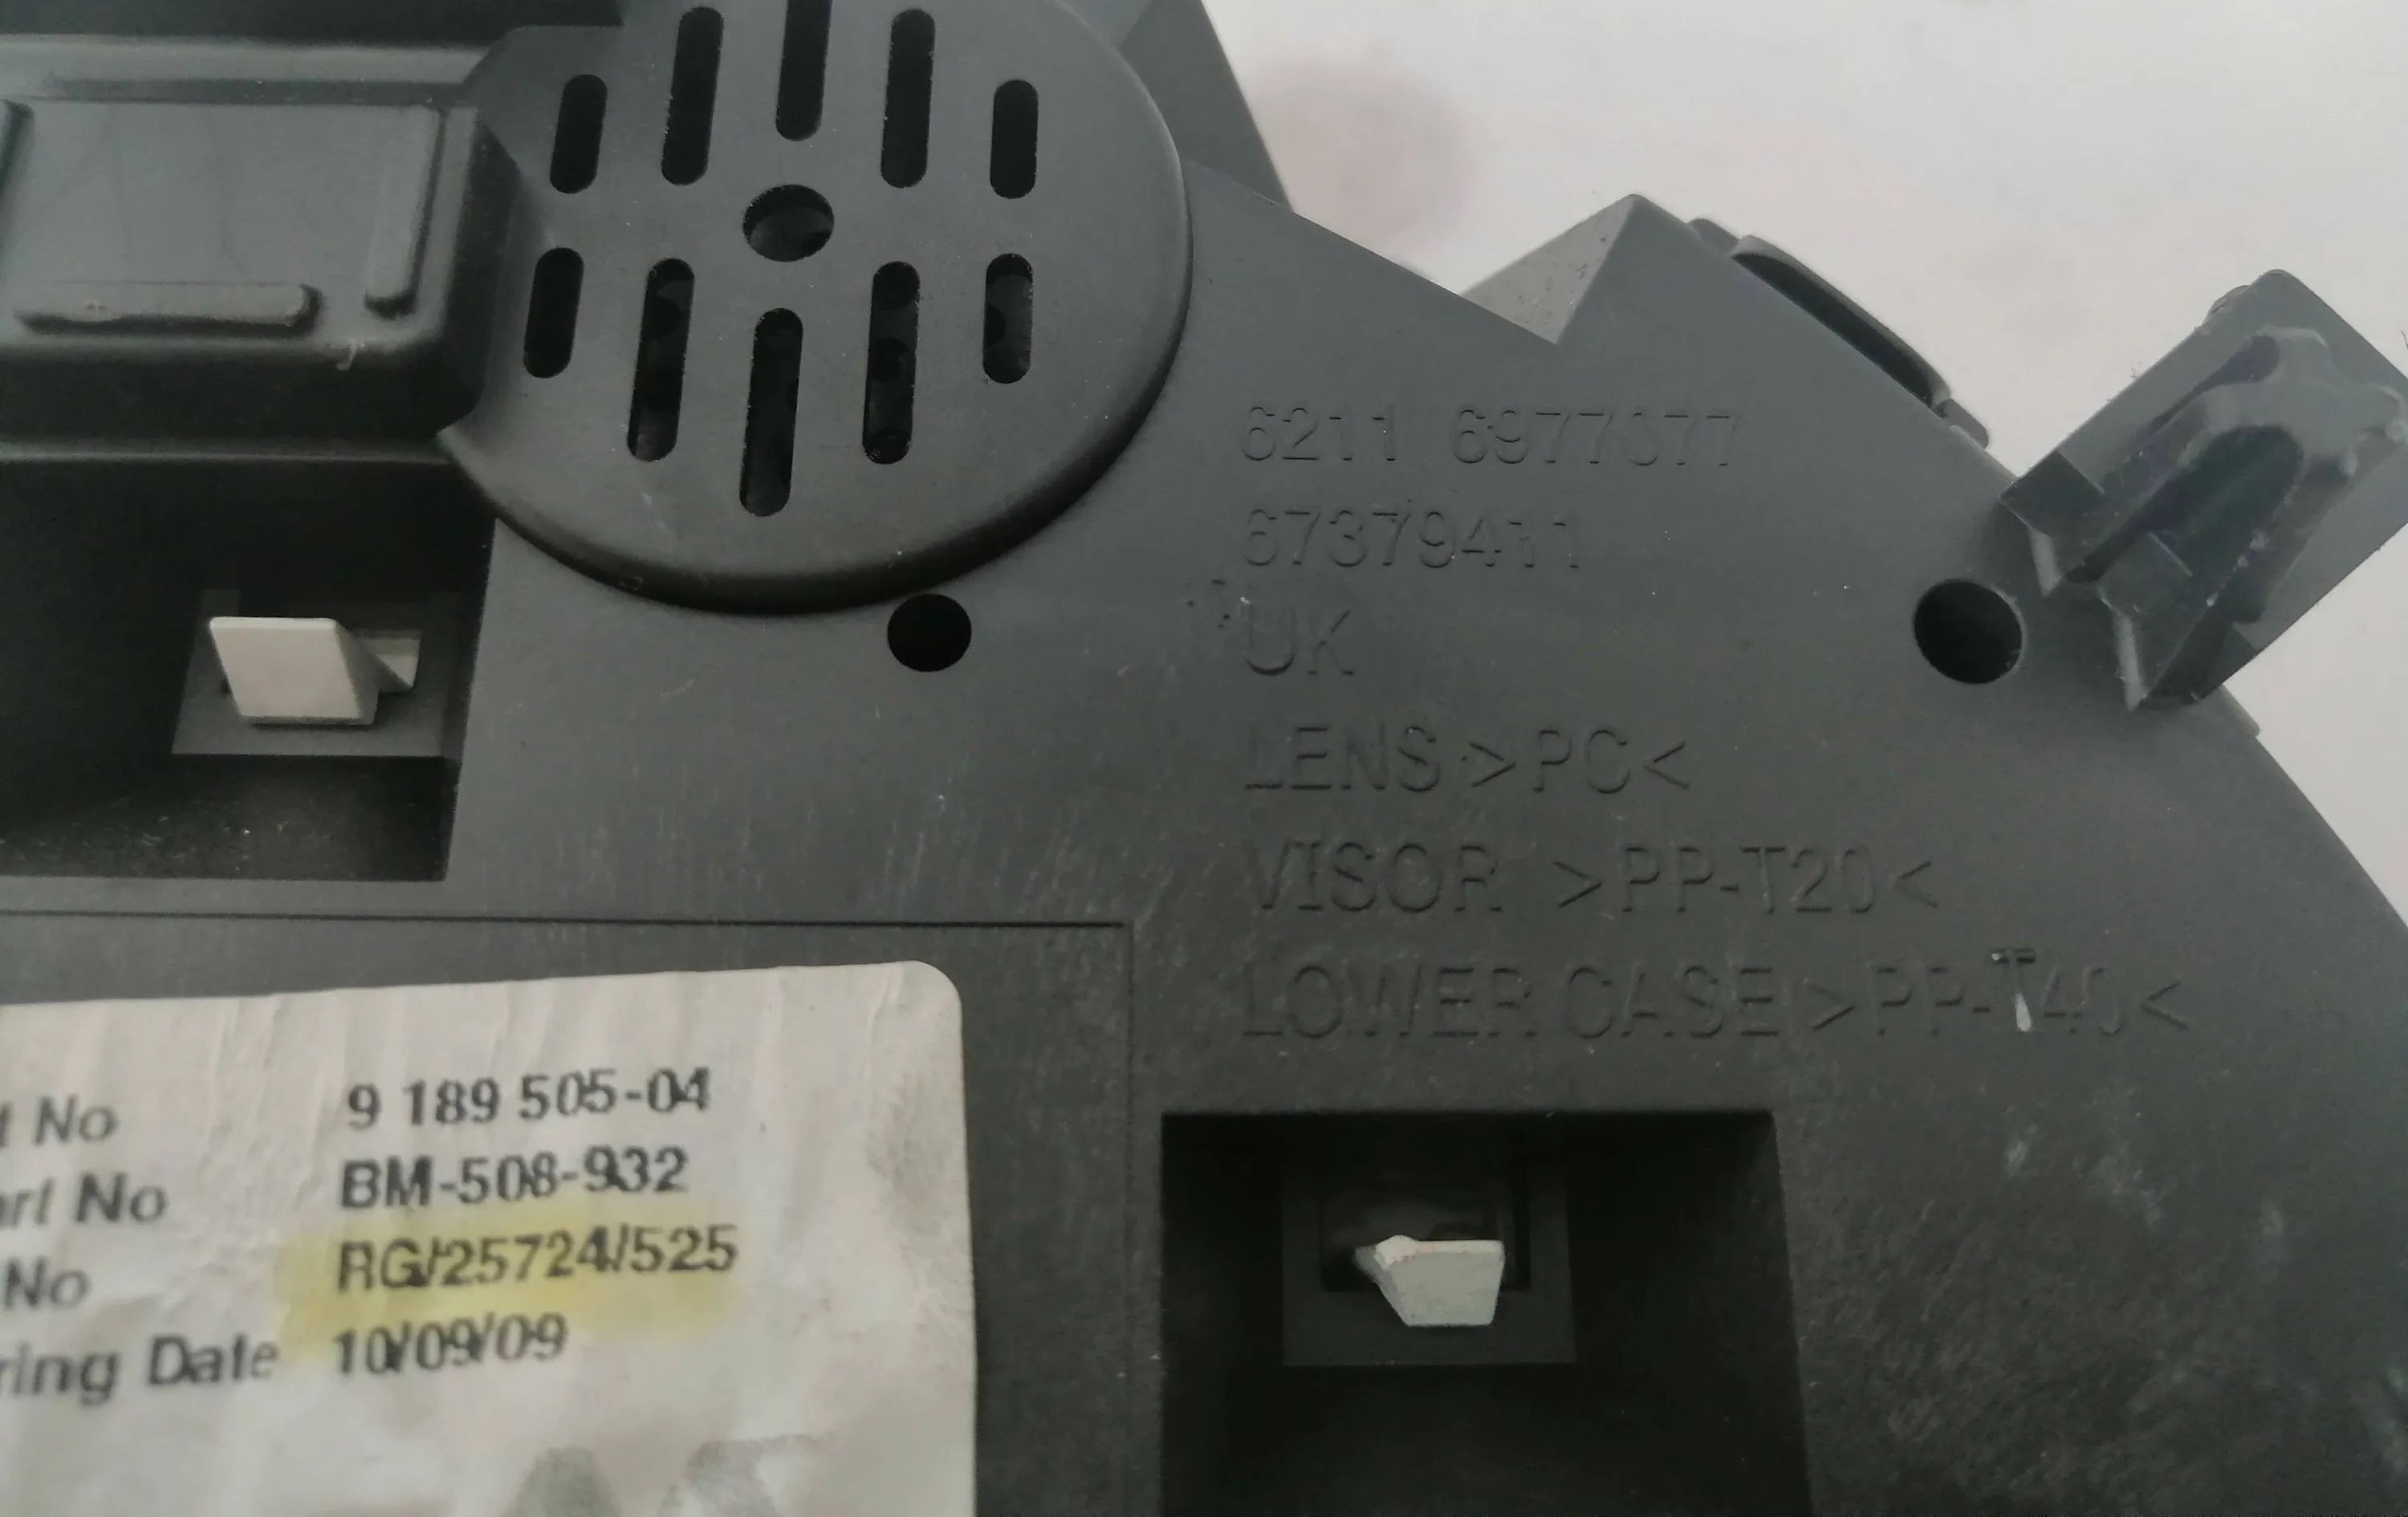 6211 6977077
67379411
UK
LENS >PC<
VISOR >PP-T20<
LOWER CASE >PP-T40<
t No 9 189 505-04
art No BM-508-932
No RG/25724/525
ring Date 10/09/09